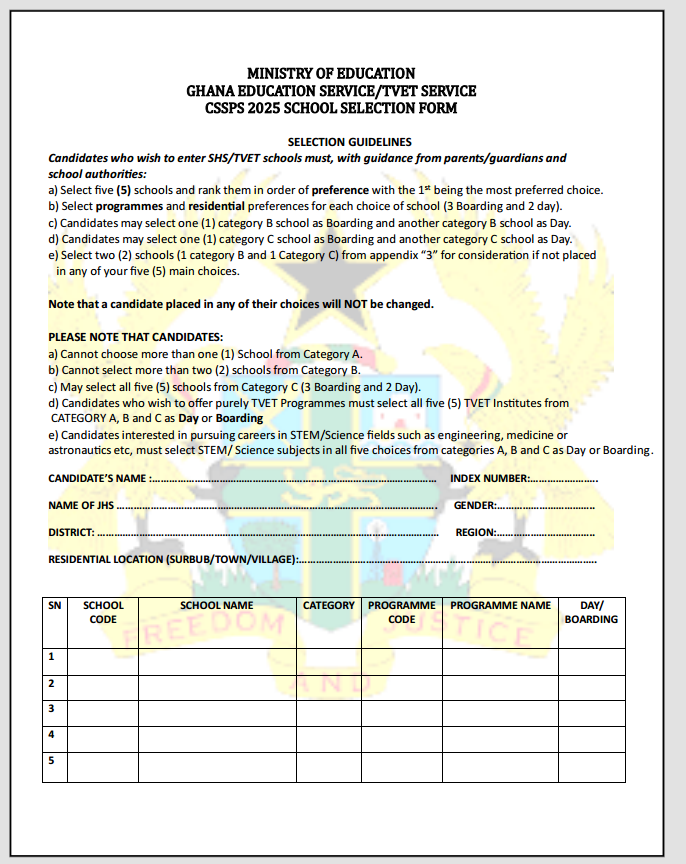 MINISTRY OF EDUCATION
GHANA EDUCATION SERVICE/TVET SERVICE
CSSPS 2025 SCHOOL SELECTION FORM
SELECTION GUIDELINES
Candidates who wish to enter SHS/TVET schools must, with guidance from parents/guardians and
school authorities:
a) Select five (5) schools and rank them in order of preference with the 1st being the most preferred choice.
b) Select programmes and residential preferences for each choice of school (3 Boarding and 2 day).
c) Candidates may select one (1) category B school as Boarding and another category B school as Day.
d) Candidates may select one (1) category C school as Boarding and another category C school as Day.
e) Select two (2) schools (1 category B and 1 Category C) from appendix “3” for consideration if not placed
in any of your five (5) main choices.
Note that a candidate placed in any of their choices will NOT be changed.
PLEASE NOTE THAT CANDIDATES:
a) Cannot choose more than one (1) School from Category A.
b) Cannot select more than two (2) schools from Category B.
c) May select all five (5) schools from Category C (3 Boarding and 2 Day).
d) Candidates who wish to offer purely TVET Programmes must select all five (5) TVET Institutes from
CATEGORY A, B and C as Day or Boarding
e) Candidates interested in pursuing careers in STEM/Science fields such as engineering, medicine or
astronautics etc, must select STEM/ Science subjects in all five choices from categories A, B and C as Day or Boarding.
CANDIDATE’S NAME :.......................................................... INDEX NUMBER:......................
NAME OF JHS .......................................................... GENDER:..............................
DISTRICT: .......................................................... REGION:..............................
RESIDENTIAL LOCATION (SURBUB/TOWN/VILLAGE):..........................................................
SN SCHOOL CODE SCHOOL NAME CATEGORY PROGRAMME CODE PROGRAMME NAME DAY/ BOARDING
1
2
3
4
5
FREEDOM AND JUSTICE